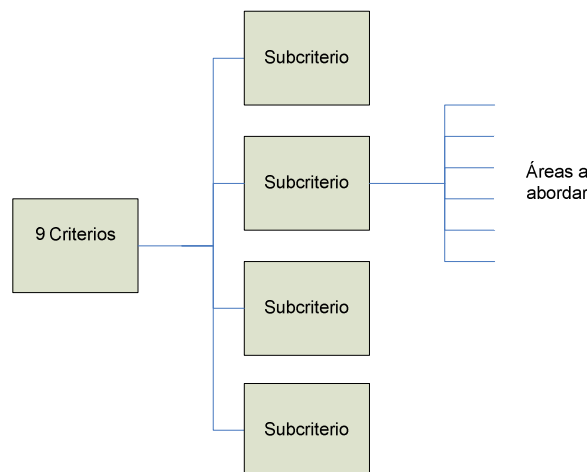 Subcriterio
Subcriterio
Áreas a
abordar
9 Criterios
Subcriterio
Subcriterio